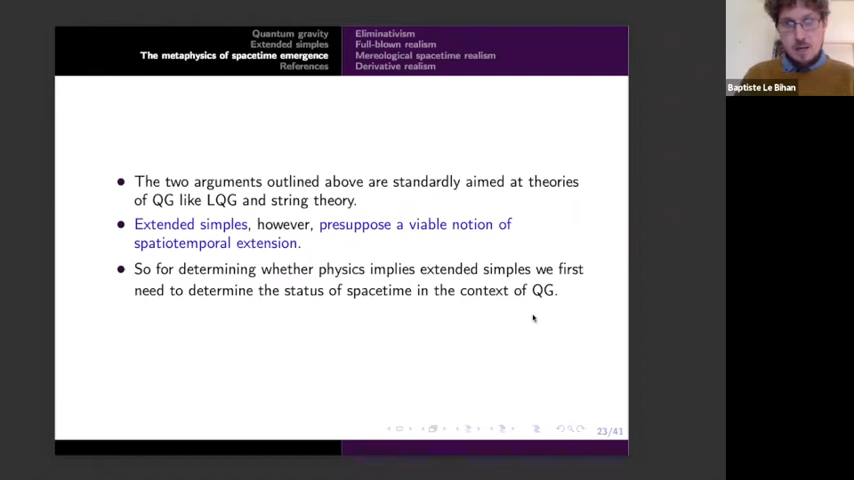 Quantum gravity
Extended simples
The metaphysics of spacetime emergence
References
Eliminativism
Full-blown realism
Mereological spacetime realism
Derivative realism
Baptiste Le Bihan
The two arguments outlined above are standardly aimed at theories
of QG like LQG and string theory.
Extended simples, however, presuppose a viable notion of
spatiotemporal extension.
So for determining whether physics implies extended simples we first
need to determine the status of spacetime in the context of QG.
23/41